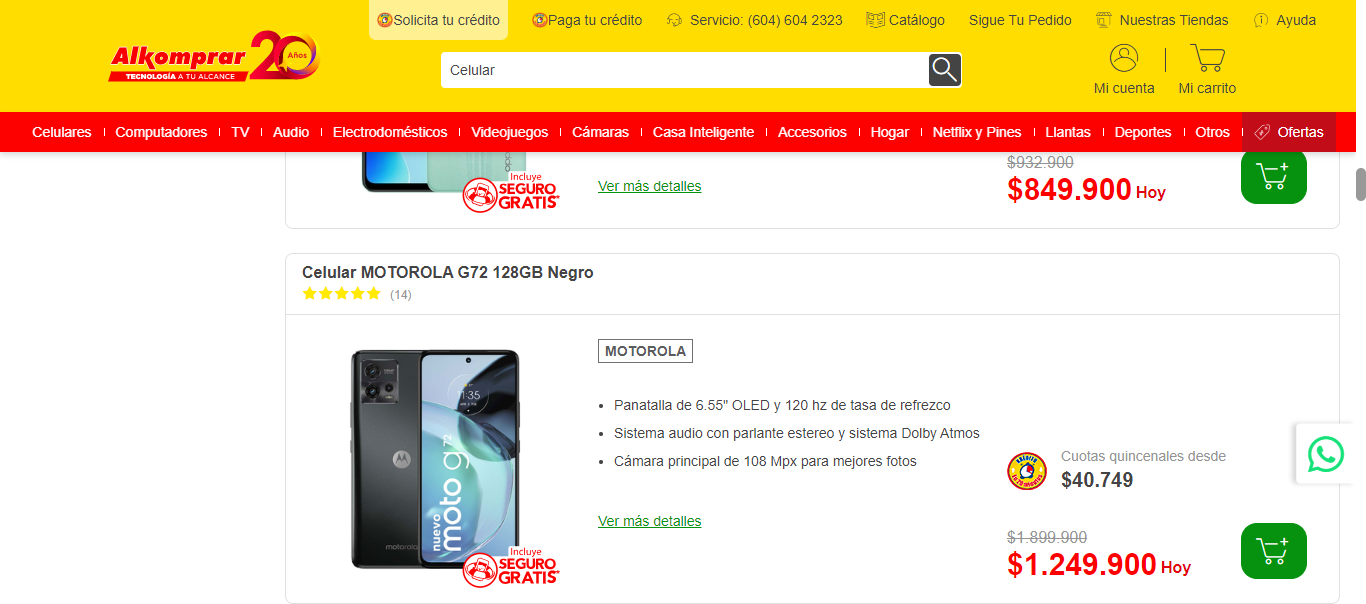 Solicita tu crédito
Paga tu crédito
Servicio: (604) 604 2323
Catálogo
Sigue Tu Pedido
Nuestras Tiendas
Ayuda
Alkomprar 20 Años
TECNOLOGÍA A TU ALCANCE
Celular
Mi cuenta
Mi carrito
Celulares
Computadores
TV
Audio
Electrodomésticos
Videojuegos
Cámaras
Casa Inteligente
Accesorios
Hogar
Netflix y Pines
Llantas
Deportes
Otros
Ofertas
oppo
Incluye
SEGURO
GRATIS*
Ver más detalles
$932.900
$849.900 Hoy
Celular MOTOROLA G72 128GB Negro
(14)
11:35
motorola
nuevo
moto g72
Incluye
SEGURO
GRATIS*
MOTOROLA
• Panatalla de 6.55" OLED y 120 hz de tasa de refrezco
• Sistema audio con parlante estereo y sistema Dolby Atmos
• Cámara principal de 108 Mpx para mejores fotos
Ver más detalles
Cuotas quincenales desde
$40.749
$1.899.900
$1.249.900 Hoy